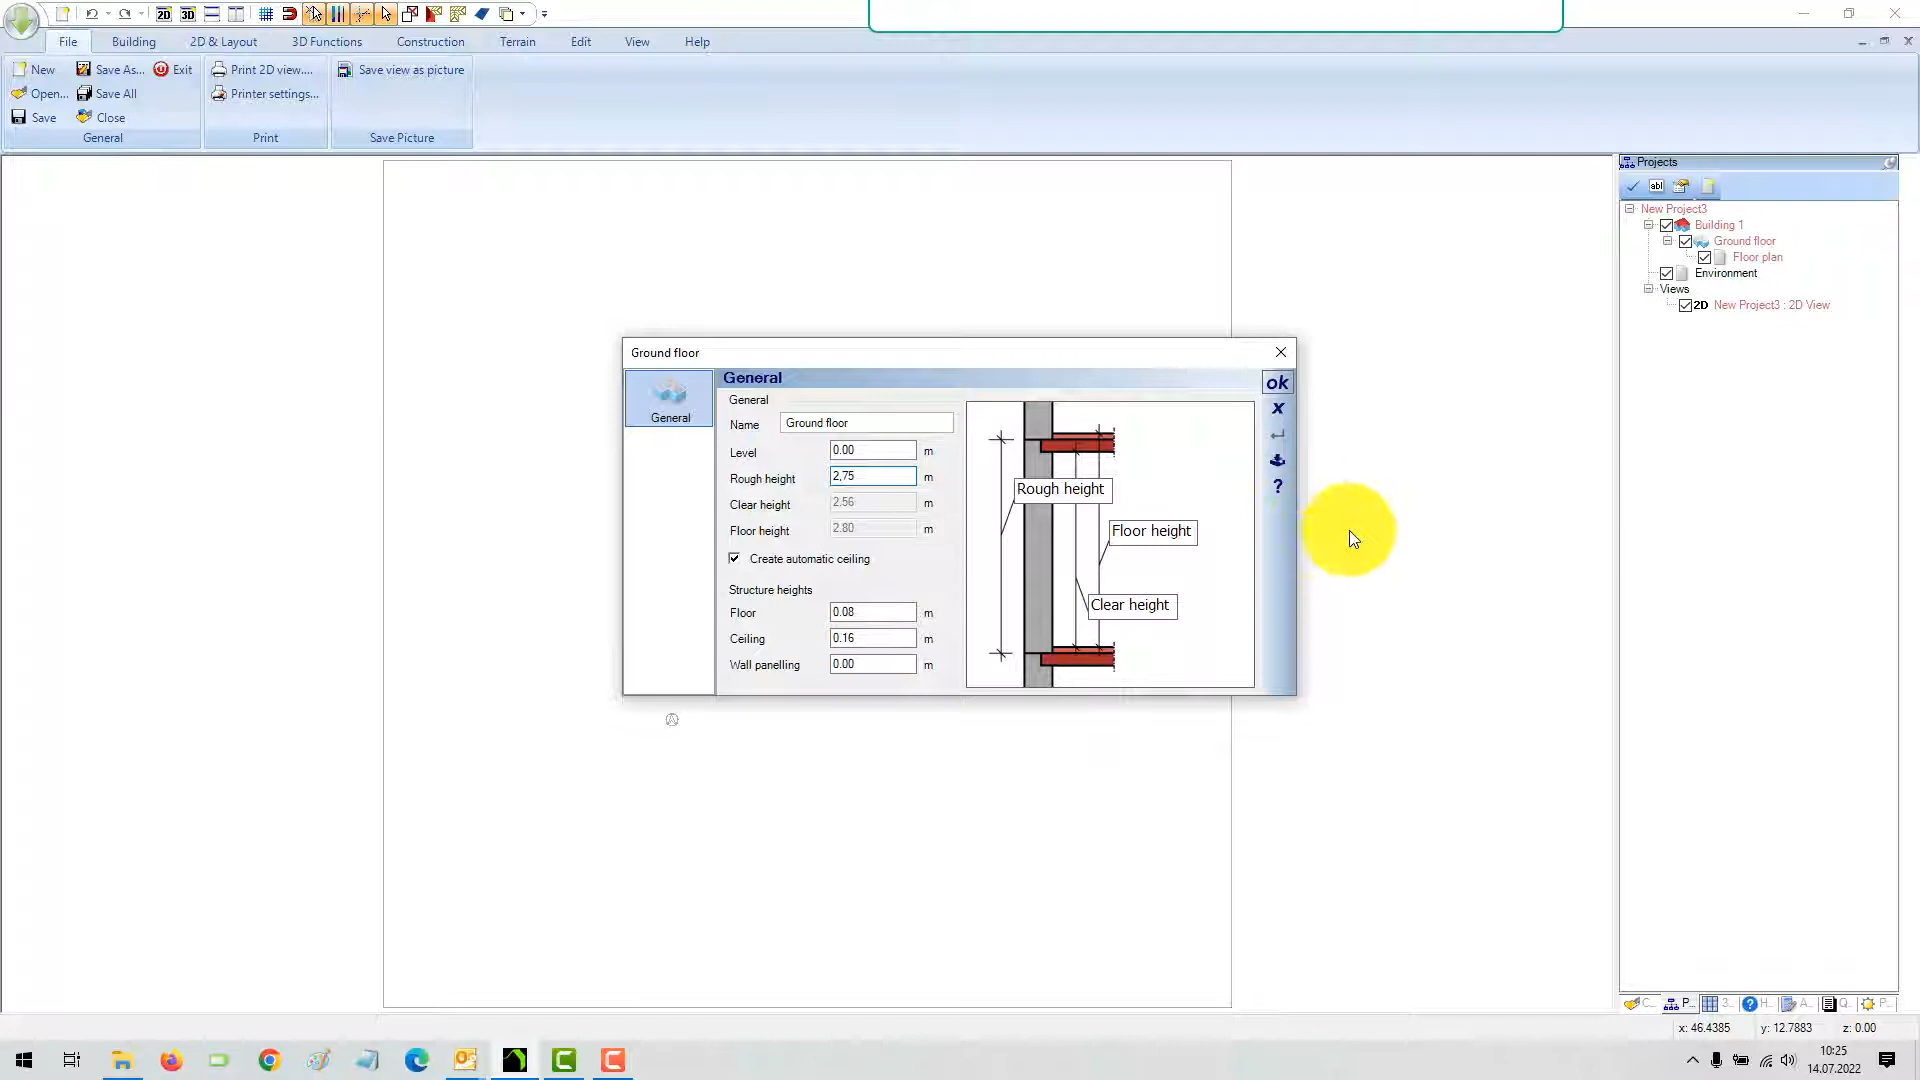 2D 3D
File Building 2D & Layout 3D Functions Construction Terrain Edit View Help
New Save As... Exit Print 2D view.... Save view as picture
Open... Save All Printer settings...
Save Close
General Print Save Picture
Projects
abl
New Project3
Building 1
Ground floor
Floor plan
Environment
Views
2D New Project3 : 2D View
Ground floor
General
General
General
Name Ground floor
Level 0.00 m
Rough height 2,75 m
Clear height 2.56 m
Floor height 2.80 m
Create automatic ceiling
Structure heights
Floor 0.08 m
Ceiling 0.16 m
Wall panelling 0.00 m
Rough height
Floor height
Clear height
ok
x
?
C... P... 3... H... A... Q... P...
x: 46.4385 y: 12.7883 z: 0.00
10:25
14.07.2022